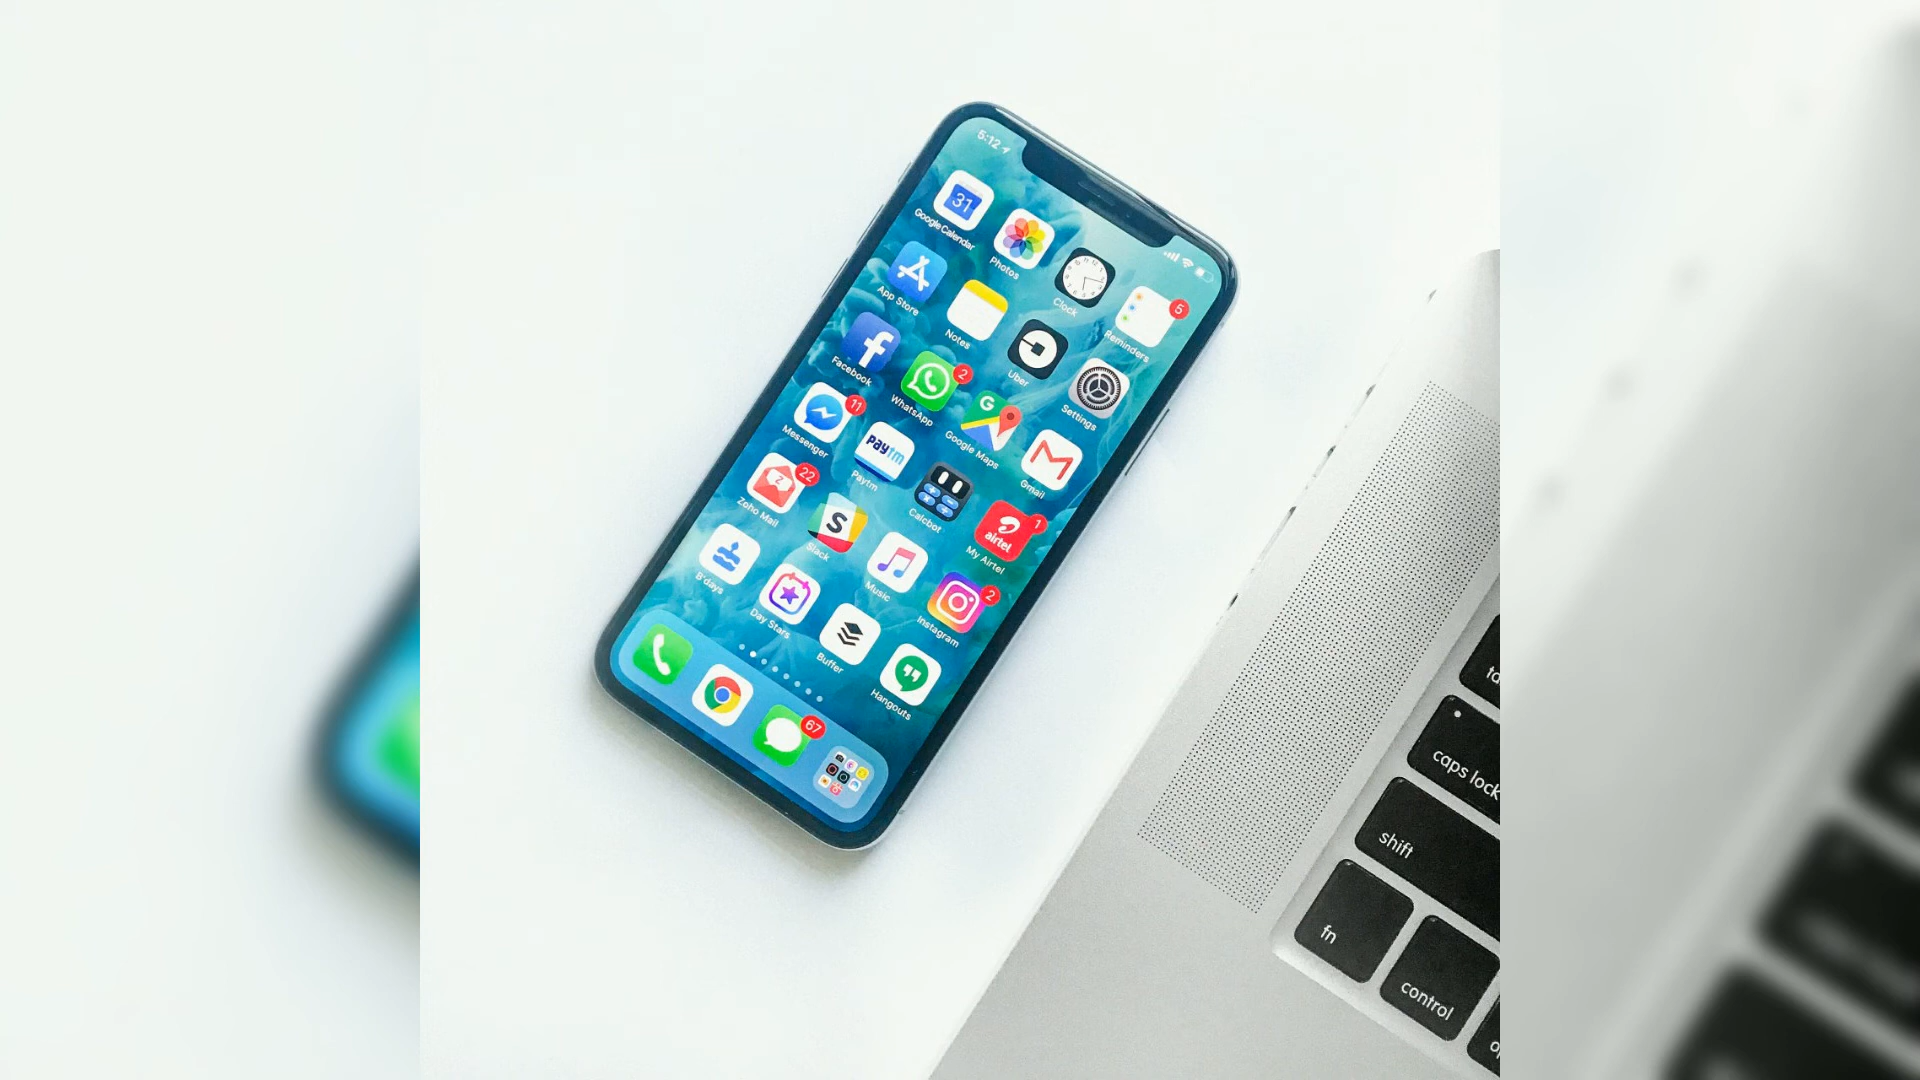 5:12
31
Google Calendar
Photos
Clock
5
Reminders
App Store
Notes
Uber
Settings
Facebook
2
WhatsApp
G
Google Maps
Gmail
11
Messenger
Paytm
Paytm
Calcbot
1
airtel
My Airtel
22
Zoho Mail
S
Slack
Music
2
Instagram
B'days
Day Stars
Buffer
Hangouts
67
caps lock
shift
fn
control